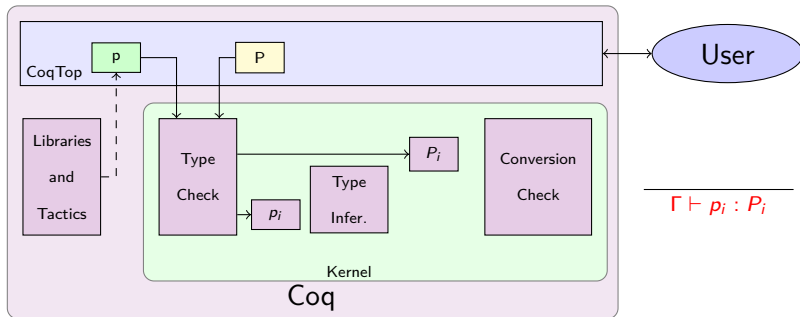 p
P
CoqTop
User
Libraries
and
Tactics
Type
Check
P_i
p_i
Type
Infer.
Conversion
Check
Γ ⊢ p_i : P_i
Kernel
Coq